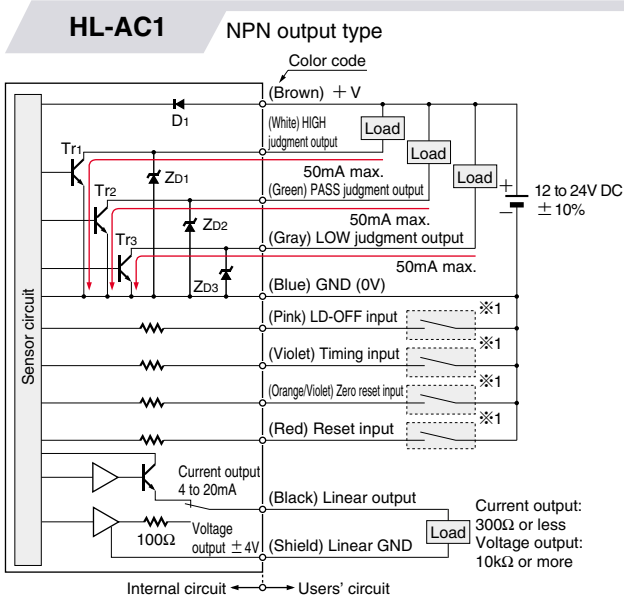 HL-AC1 NPN output type
Color code
(Brown) +V
D1
(White) HIGH
judgment output
Load
Tr1
Load
50mA max.
ZD1
Load
(Green) PASS judgment output
Tr2
12 to 24V DC
±10%
+
−
50mA max.
ZD2
Tr3
(Gray) LOW judgment output
50mA max.
ZD3
(Blue) GND (0V)
Sensor circuit
(Pink) LD-OFF input
※1
(Violet) Timing input
※1
(Orange/Violet) Zero reset input
※1
(Red) Reset input
※1
Current output
4 to 20mA
(Black) Linear output
Current output:
300Ω or less
Voltage output:
10kΩ or more
Load
100Ω
Voltage
output ±4V
(Shield) Linear GND
Internal circuit
Users' circuit